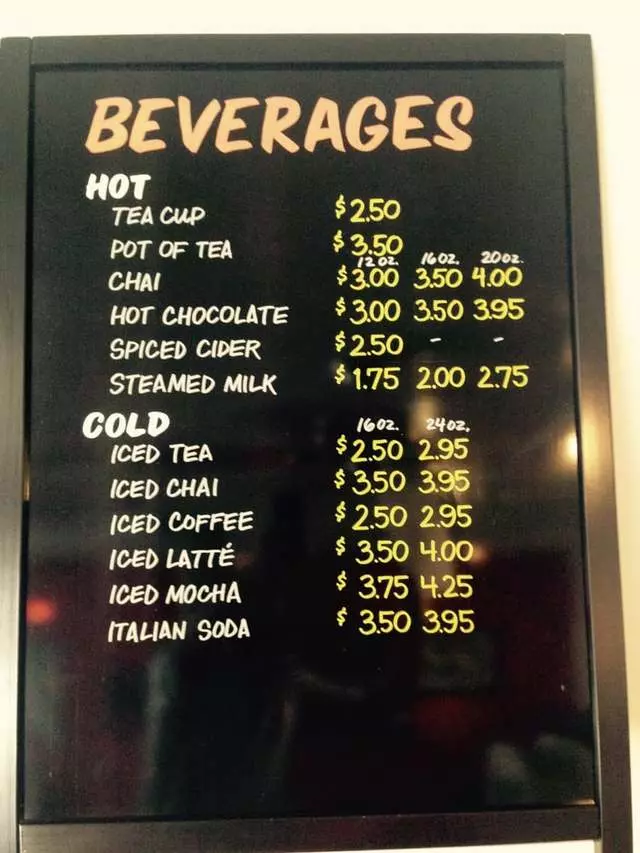 BEVERAGES
HOT
TEA CUP $2.50
POT OF TEA $3.50
12 OZ. 16 OZ. 20 OZ.
CHAI $3.00 3.50 4.00
HOT CHOCOLATE $3.00 3.50 3.95
SPICED CIDER $2.50 - -
STEAMED MILK $1.75 2.00 2.75
COLD 16 OZ. 24 OZ.
ICED TEA $2.50 2.95
ICED CHAI $3.50 3.95
ICED COFFEE $2.50 2.95
ICED LATTÉ $3.50 4.00
ICED MOCHA $3.75 4.25
ITALIAN SODA $3.50 3.95